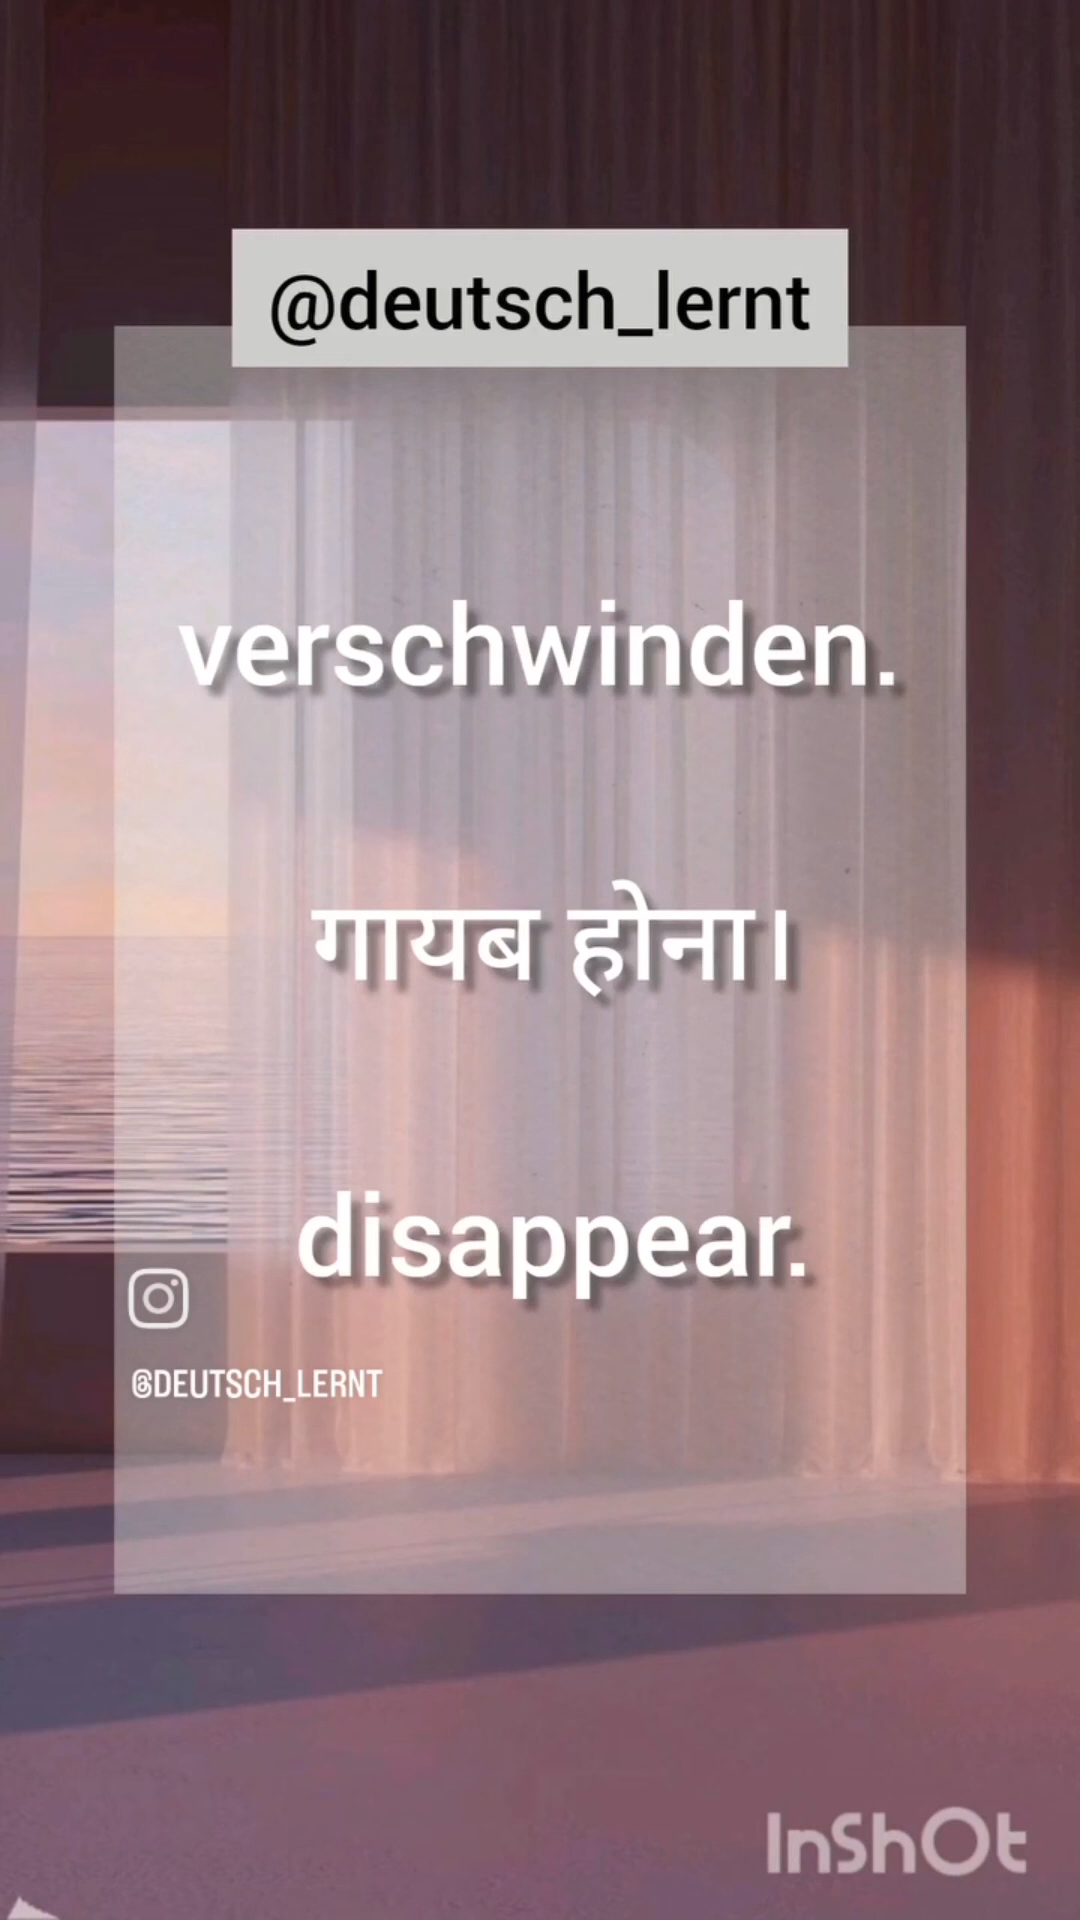 @deutsch_lernt
verschwinden.
गायब होना।
disappear.
@DEUTSCH_LERNT
InShOt